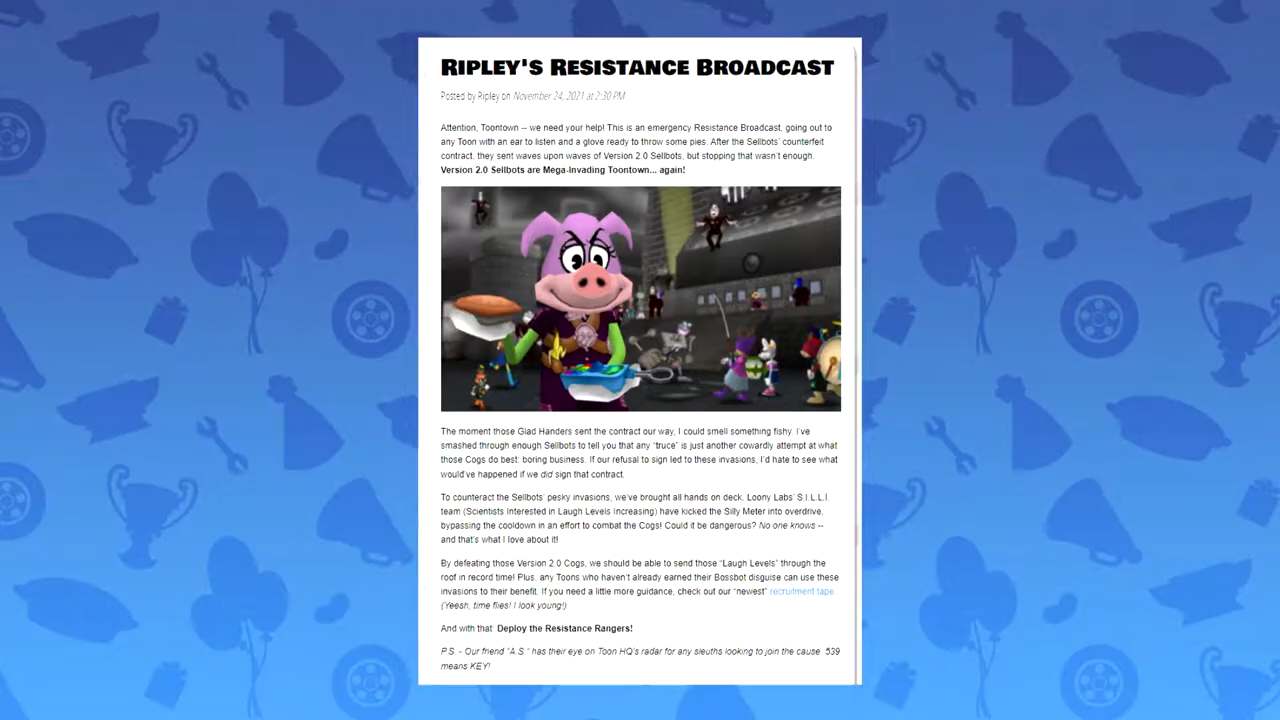 RIPLEY'S RESISTANCE BROADCAST
Posted by Ripley on November 24, 2021 at 2:30 PM
Attention, Toontown -- we need your help! This is an emergency Resistance Broadcast, going out to
any Toon with an ear to listen and a glove ready to throw some pies. After the Sellbots' counterfeit
contract, they sent waves upon waves of Version 2.0 Sellbots, but stopping that wasn't enough.
Version 2.0 Sellbots are Mega-Invading Toontown... again!
The moment those Glad Handers sent the contract our way, I could smell something fishy. I've
smashed through enough Sellbots to tell you that any "truce" is just another cowardly attempt at what
those Cogs do best: boring business. If our refusal to sign led to these invasions, I'd hate to see what
would've happened if we did sign that contract.
To counteract the Sellbots' pesky invasions, we've brought all hands on deck. Loony Labs' S.I.L.L.I.
team (Scientists Interested in Laugh Levels Increasing) have kicked the Silly Meter into overdrive,
bypassing the cooldown in an effort to combat the Cogs! Could it be dangerous? No one knows --
and that's what I love about it!
By defeating those Version 2.0 Cogs, we should be able to send those "Laugh Levels" through the
roof in record time! Plus, any Toons who haven't already earned their Bossbot disguise can use these
invasions to their benefit. If you need a little more guidance, check out our "newest" recruitment tape.
(Yeesh, time flies! I look young!)
And with that: Deploy the Resistance Rangers!
P.S. - Our friend "A.S." has their eye on Toon HQ's radar for any sleuths looking to join the cause. 539
means KEY!